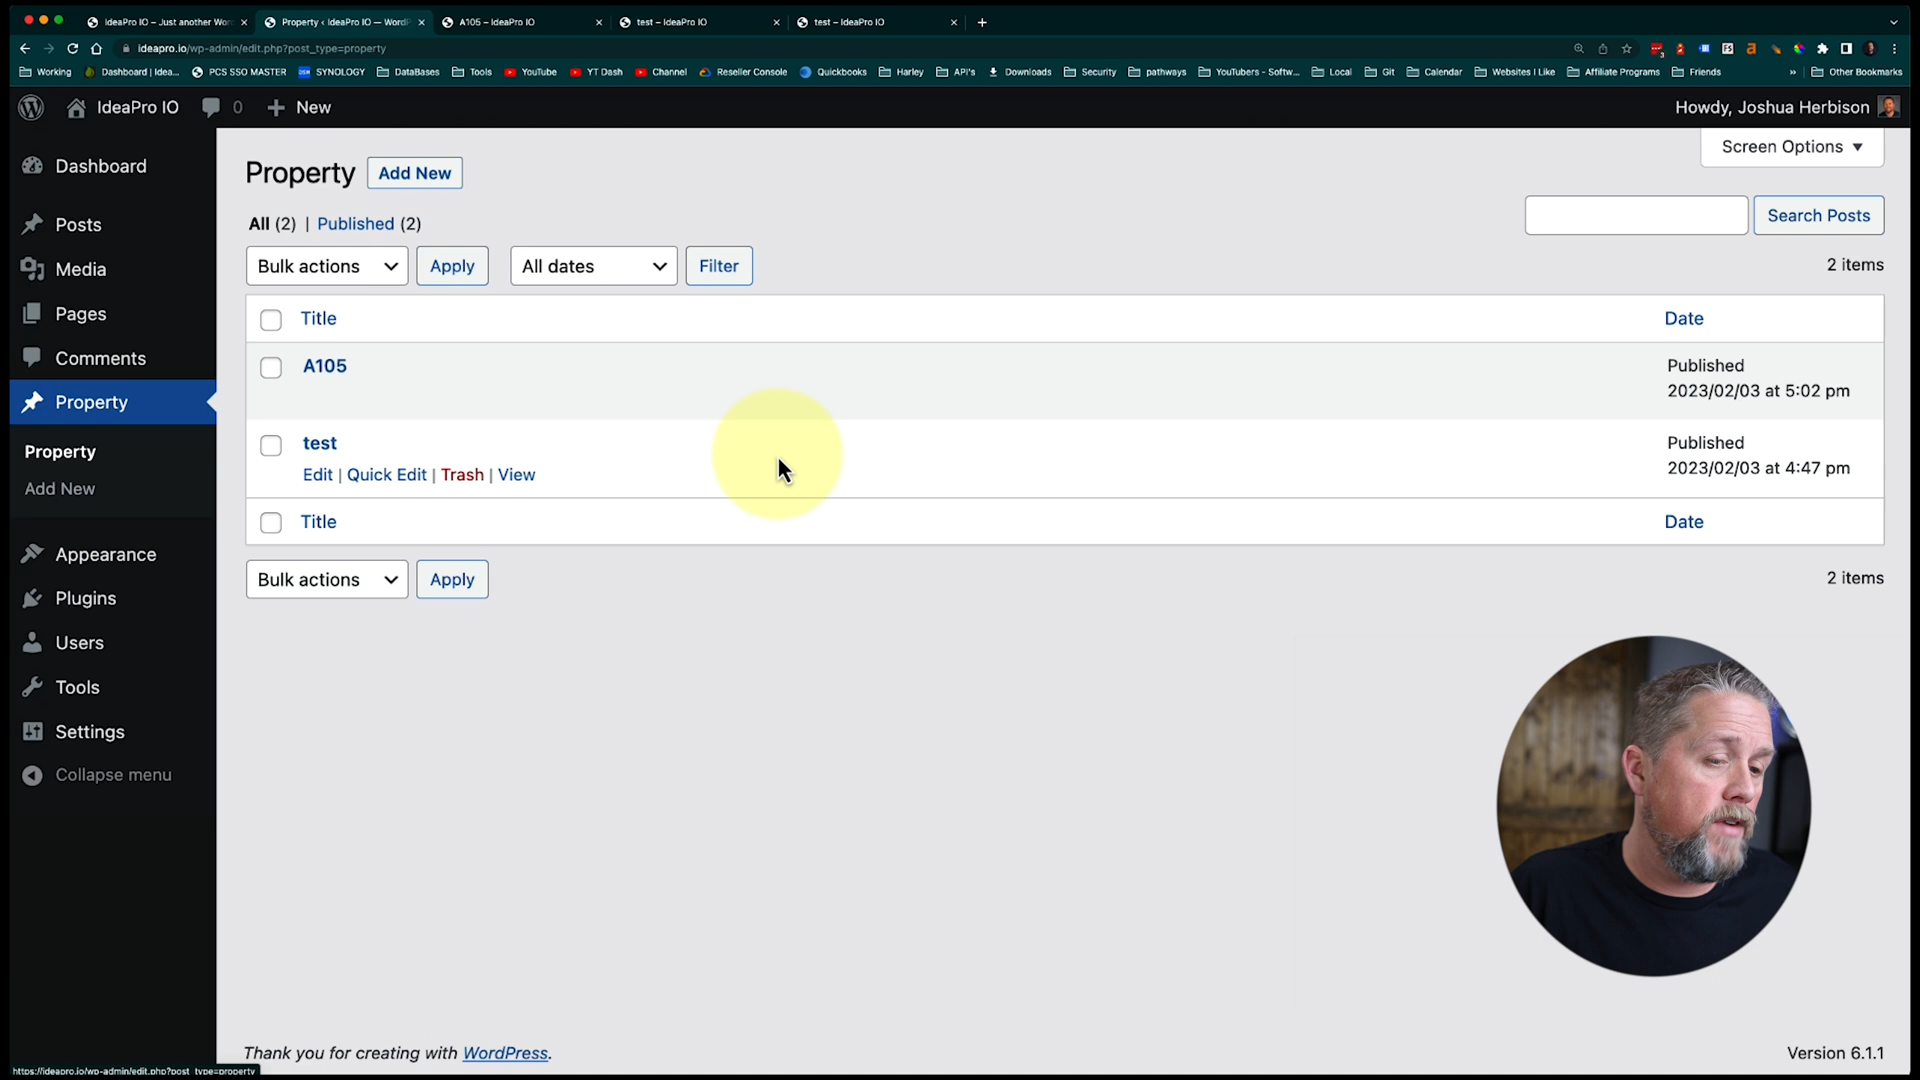 IdeaPro IO – Just another Wor
Property ‹ IdeaPro IO — WordP
A105 – IdeaPro IO
test – IdeaPro IO
test – IdeaPro IO
ideapro.io/wp-admin/edit.php?post_type=property
Working
Dashboard | Idea...
PCS SSO MASTER
SYNOLOGY
DataBases
Tools
YouTube
YT Dash
Channel
Reseller Console
Quickbooks
Harley
API's
Downloads
Security
pathways
YouTubers - Softw...
Local
Git
Calendar
Websites I Like
Affiliate Programs
Friends
»
Other Bookmarks
IdeaPro IO
0
New
Howdy, Joshua Herbison
Dashboard
Posts
Media
Pages
Comments
Property
Property
Add New
Appearance
Plugins
Users
Tools
Settings
Collapse menu
Screen Options
Property
Add New
All (2) | Published (2)
Search Posts
Bulk actions
Apply
All dates
Filter
2 items
Title
Date
A105
Published
2023/02/03 at 5:02 pm
test
Edit | Quick Edit | Trash | View
Published
2023/02/03 at 4:47 pm
Title
Date
Bulk actions
Apply
2 items
Thank you for creating with WordPress.
Version 6.1.1
https://ideapro.io/wp-admin/edit.php?post_type=property